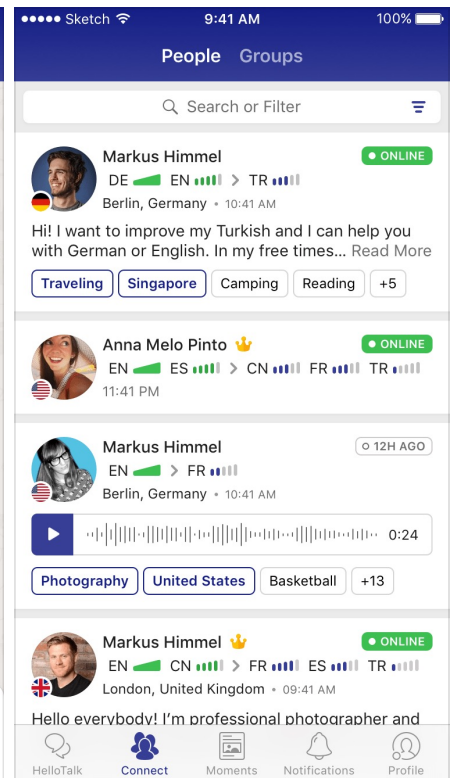 Sketch 9:41 AM 100%
People Groups
Search or Filter
Markus Himmel ONLINE
DE EN > TR
Berlin, Germany • 10:41 AM
Hi! I want to improve my Turkish and I can help you
with German or English. In my free times... Read More
Traveling Singapore Camping Reading +5
Anna Melo Pinto ONLINE
EN ES > CN FR TR
11:41 PM
Markus Himmel 12H AGO
EN > FR
Berlin, Germany • 10:41 AM
0:24
Photography United States Basketball +13
Markus Himmel ONLINE
EN CN > FR ES TR
London, United Kingdom • 09:41 AM
Hello everybody! I'm professional photographer and
HelloTalk Connect Moments Notifications Profile